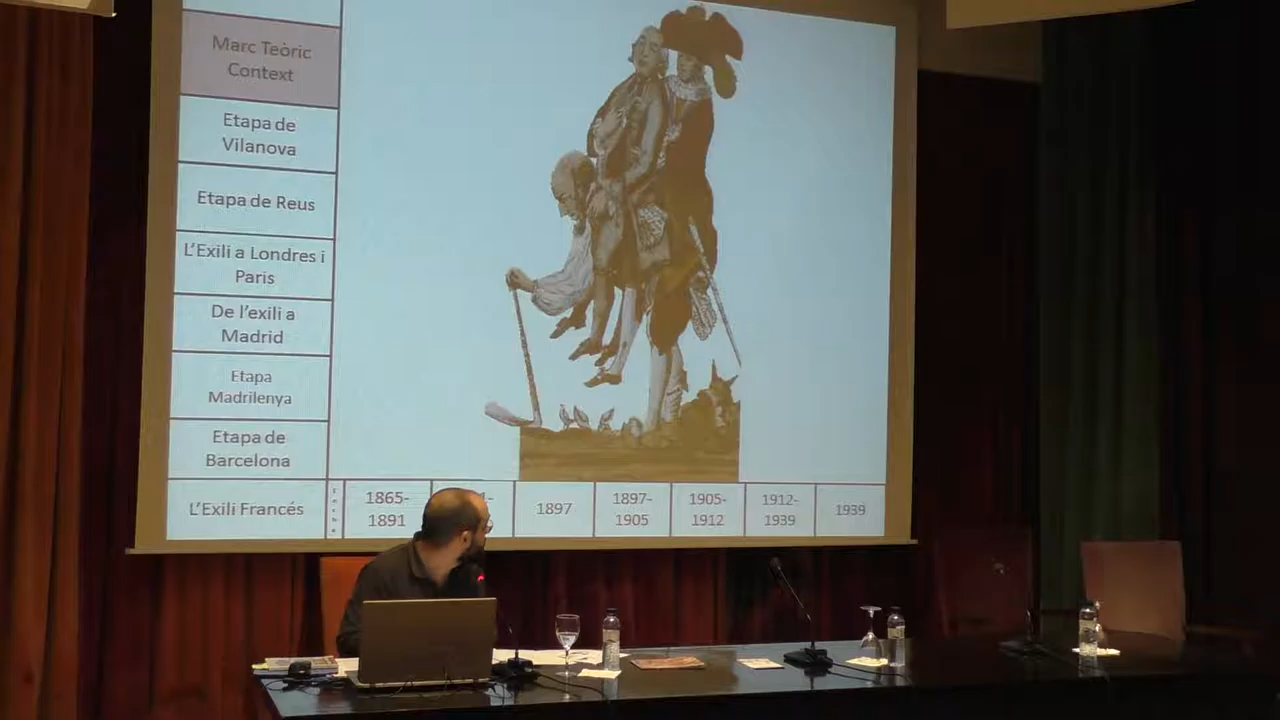 Marc Teòric
Context
Etapa de
Vilanova
Etapa de Reus
L'Exili a Londres i
Paris
De l'exili a
Madrid
Etapa
Madrilenya
Etapa de
Barcelona
L'Exili Francés
1865-
1891
1897
1897-
1905
1905-
1912
1912-
1939
1939